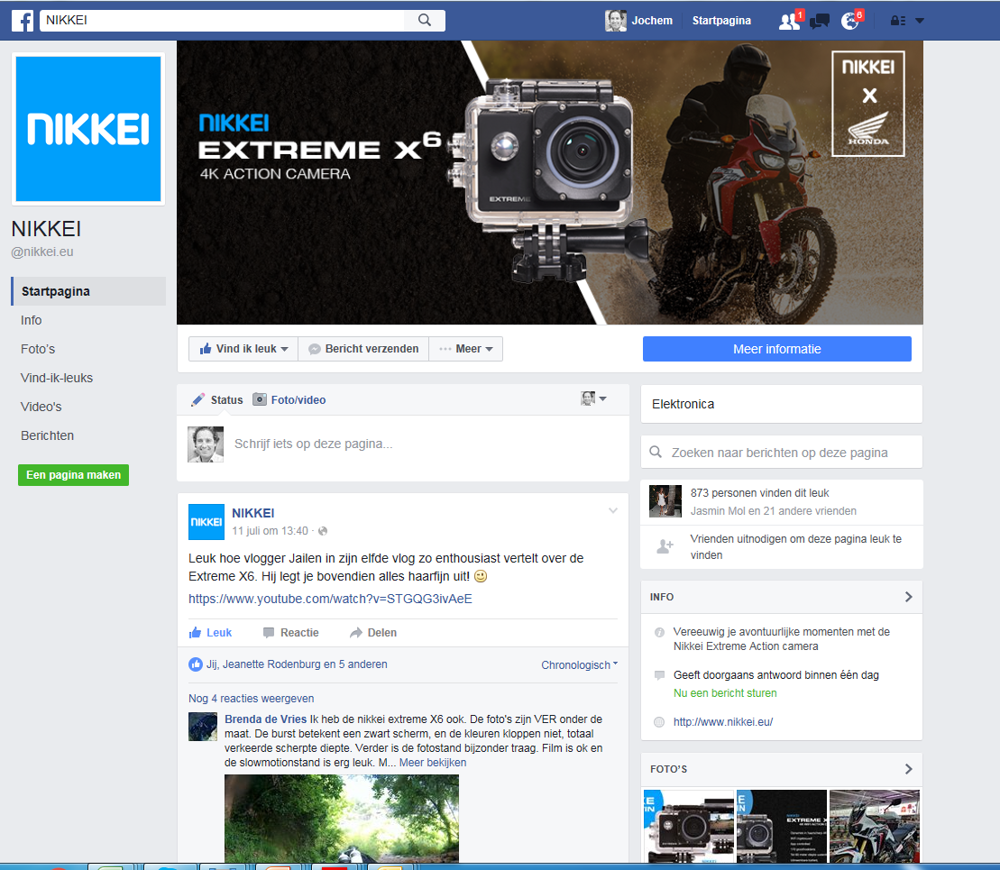 NIKKEI
Jochem
Startpagina
1
6
NIKKEI
NIKKEI
@nikkei.eu
Startpagina
Info
Foto's
Vind-ik-leuks
Video's
Berichten
Een pagina maken
NIKKEI
EXTREME X6
4K ACTION CAMERA
EXTREME
NIKKEI
X
HONDA
Vind ik leuk
Bericht verzenden
Meer
Meer informatie
Status
Foto/video
Schrijf iets op deze pagina...
NIKKEI
NIKKEI
11 juli om 13:40 ·
Leuk hoe vlogger Jailen in zijn elfde vlog zo enthousiast vertelt over de
Extreme X6. Hij legt je bovendien alles haarfijn uit!
https://www.youtube.com/watch?v=STGQG3ivAeE
Leuk
Reactie
Delen
Jij, Jeanette Rodenburg en 5 anderen
Chronologisch
Nog 4 reacties weergeven
Brenda de Vries Ik heb de nikkei extreme X6 ook. De foto's zijn VER onder de
maat. De burst betekent een zwart scherm, en de kleuren kloppen niet, totaal
verkeerde scherpte diepte. Verder is de fotostand bijzonder traag. Film is ok en
de slowmotionstand is erg leuk. M... Meer bekijken
Elektronica
Zoeken naar berichten op deze pagina
873 personen vinden dit leuk
Jasmin Mol en 21 andere vrienden
Vrienden uitnodigen om deze pagina leuk te
vinden
INFO
Vereeuwig je avontuurlijke momenten met de
Nikkei Extreme Action camera
Geeft doorgaans antwoord binnen één dag
Nu een bericht sturen
http://www.nikkei.eu/
FOTO'S
EXTREME X